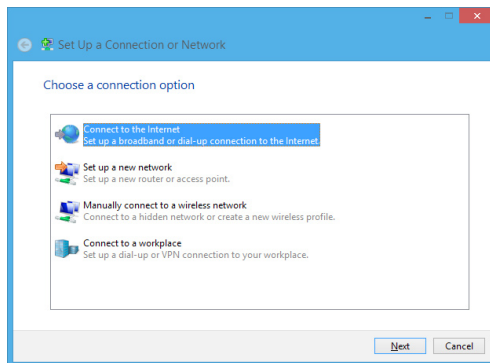 Set Up a Connection or Network
Choose a connection option
Connect to the Internet
Set up a broadband or dial-up connection to the Internet.
Set up a new network
Set up a new router or access point.
Manually connect to a wireless network
Connect to a hidden network or create a new wireless profile.
Connect to a workplace
Set up a dial-up or VPN connection to your workplace.
Next Cancel